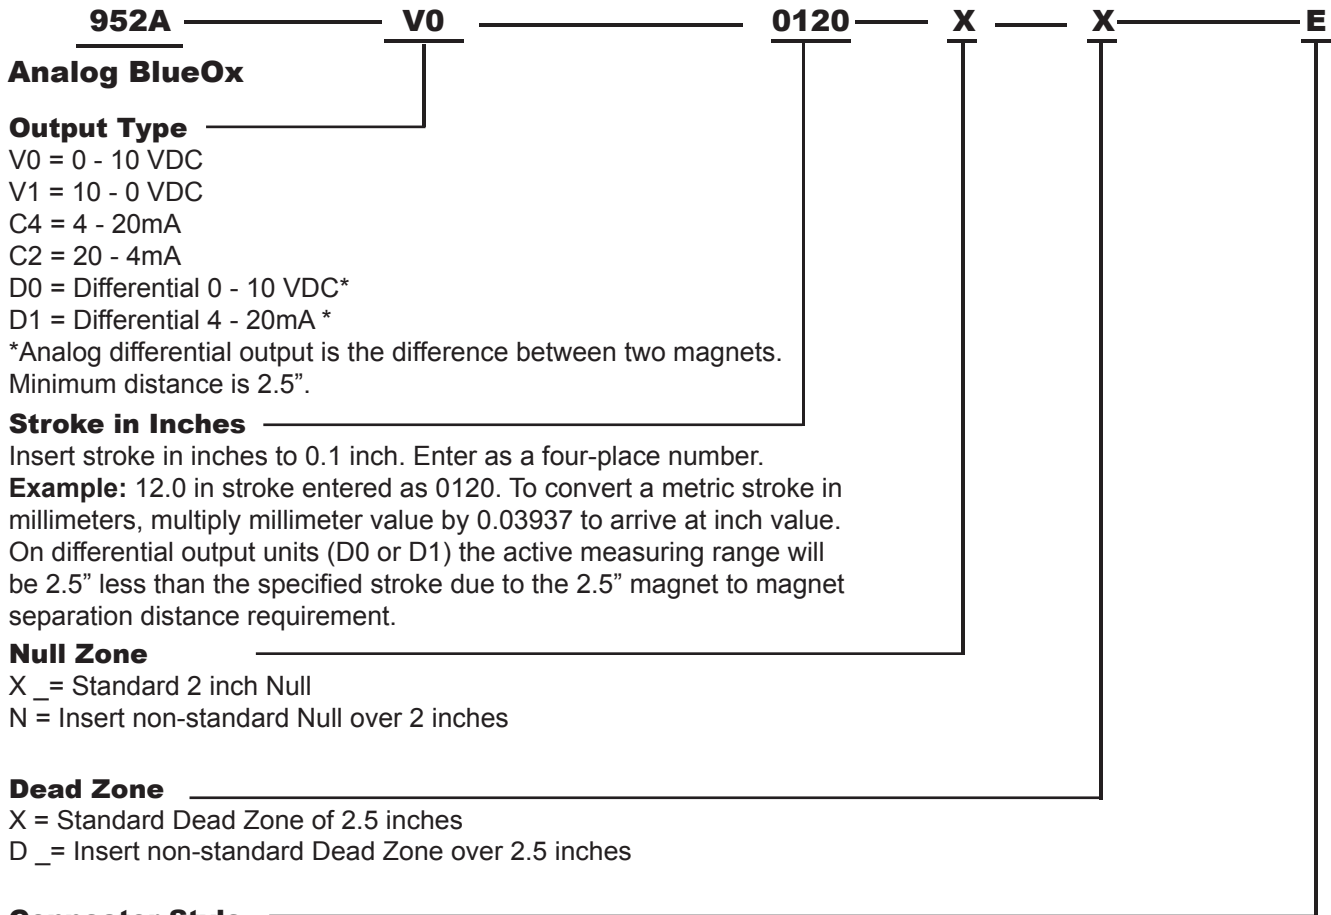 952A V0 0120 X X E
Analog BlueOx
Output Type
V0 = 0 - 10 VDC
V1 = 10 - 0 VDC
C4 = 4 - 20mA
C2 = 20 - 4mA
D0 = Differential 0 - 10 VDC*
D1 = Differential 4 - 20mA *
*Analog differential output is the difference between two magnets.
Minimum distance is 2.5”.
Stroke in Inches
Insert stroke in inches to 0.1 inch. Enter as a four-place number.
Example: 12.0 in stroke entered as 0120. To convert a metric stroke in
millimeters, multiply millimeter value by 0.03937 to arrive at inch value.
On differential output units (D0 or D1) the active measuring range will
be 2.5” less than the specified stroke due to the 2.5” magnet to magnet
separation distance requirement.
Null Zone
X _= Standard 2 inch Null
N = Insert non-standard Null over 2 inches
Dead Zone
X = Standard Dead Zone of 2.5 inches
D _= Insert non-standard Dead Zone over 2.5 inches
Connector Style